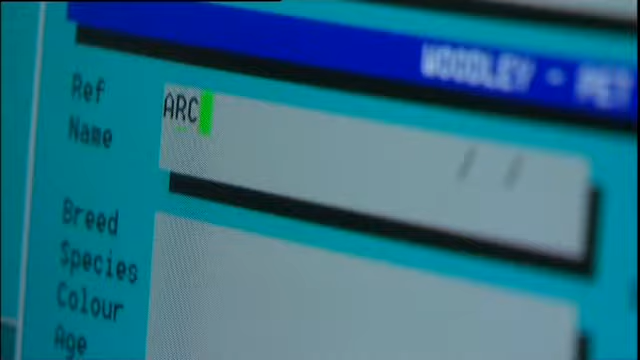 WOODLEY - PET
Ref
ARC
Name
/ /
Breed
Species
Colour
Age